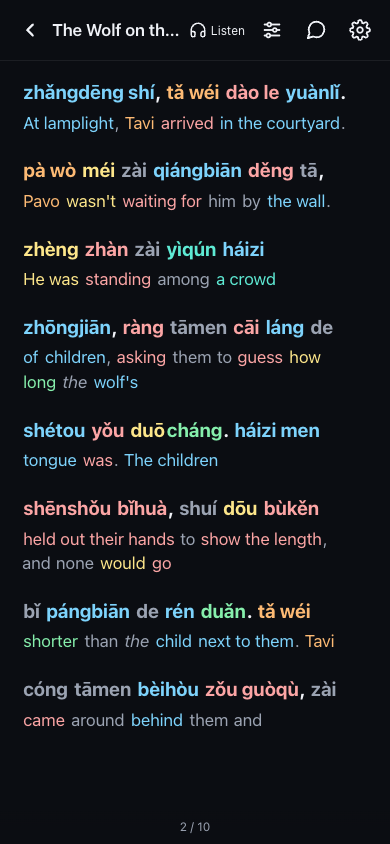 The Wolf on th...
Listen
zhǎngdēng shí, tǎ wéi dào le yuànlǐ.
At lamplight, Tavi arrived in the courtyard.
pà wò méi zài qiángbiān děng tā,
Pavo wasn't waiting for him by the wall.
zhèng zhàn zài yìqún háizi
He was standing among a crowd
zhōngjiān, ràng tāmen cāi láng de
of children, asking them to guess how
long the wolf's
shétou yǒu duō cháng. háizi men
tongue was. The children
shēnshǒu bǐhuà, shuí dōu bùkěn
held out their hands to show the length,
and none would go
bǐ pángbiān de rén duǎn. tǎ wéi
shorter than the child next to them. Tavi
cóng tāmen bèihòu zǒu guòqù, zài
came around behind them and
2 / 10